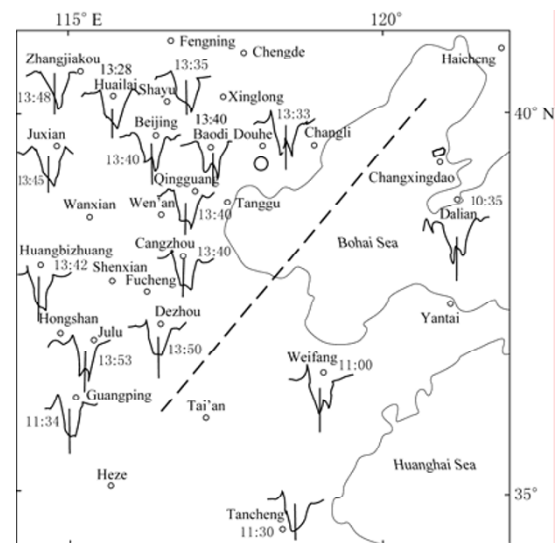 115° E
120°
Fengning
Chengde
Haicheng
Zhangjiakou
13:28
13:35
Huailai
Shayu
Xinglong
13:48
40° N
13:40
13:33
Beijing
Baodi
Douhe
Changli
Juxian
13:40
Changxingdao
13:45
Qingguang
Wanxian
Wen'an
13:40
Tanggu
10:35
Dalian
Bohai Sea
Cangzhou
13:40
Huangbizhuang
13:42
Shenxian
Fucheng
Yantai
Hongshan
Julu
Dezhou
13:50
13:53
Weifang
11:00
Guangping
11:34
Tai'an
Huanghai Sea
Heze
35°
Tancheng
11:30